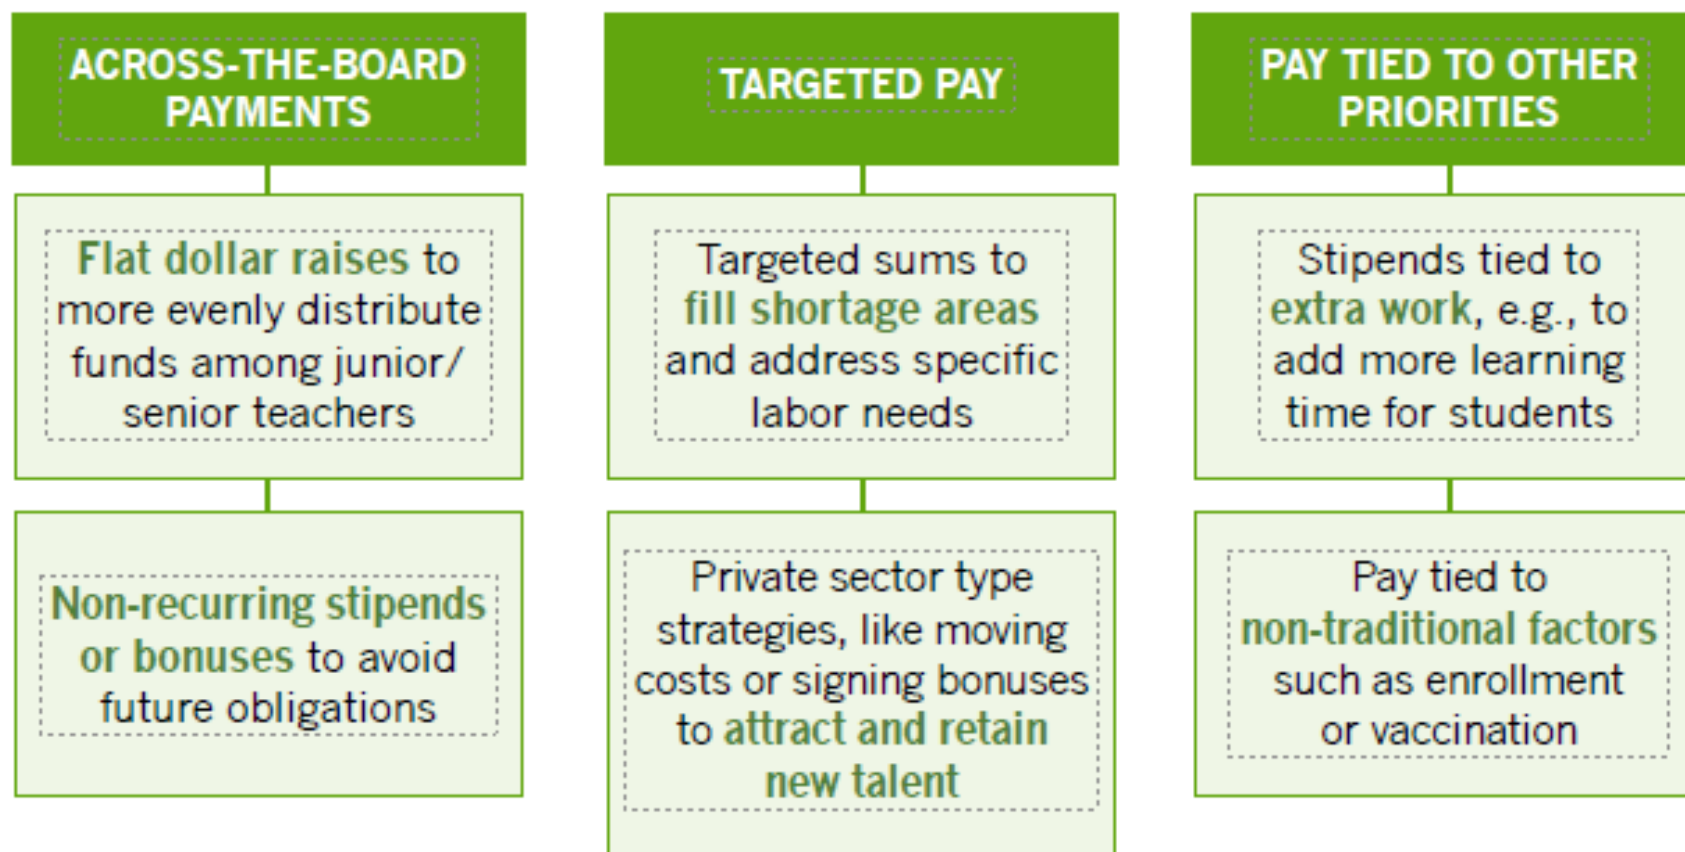 ACROSS-THE-BOARD
PAYMENTS
Flat dollar raises to
more evenly distribute
funds among junior/
senior teachers
Non-recurring stipends
or bonuses to avoid
future obligations
TARGETED PAY
Targeted sums to
fill shortage areas
and address specific
labor needs
Private sector type
strategies, like moving
costs or signing bonuses
to attract and retain
new talent
PAY TIED TO OTHER
PRIORITIES
Stipends tied to
extra work, e.g., to
add more learning
time for students
Pay tied to
non-traditional factors
such as enrollment
or vaccination